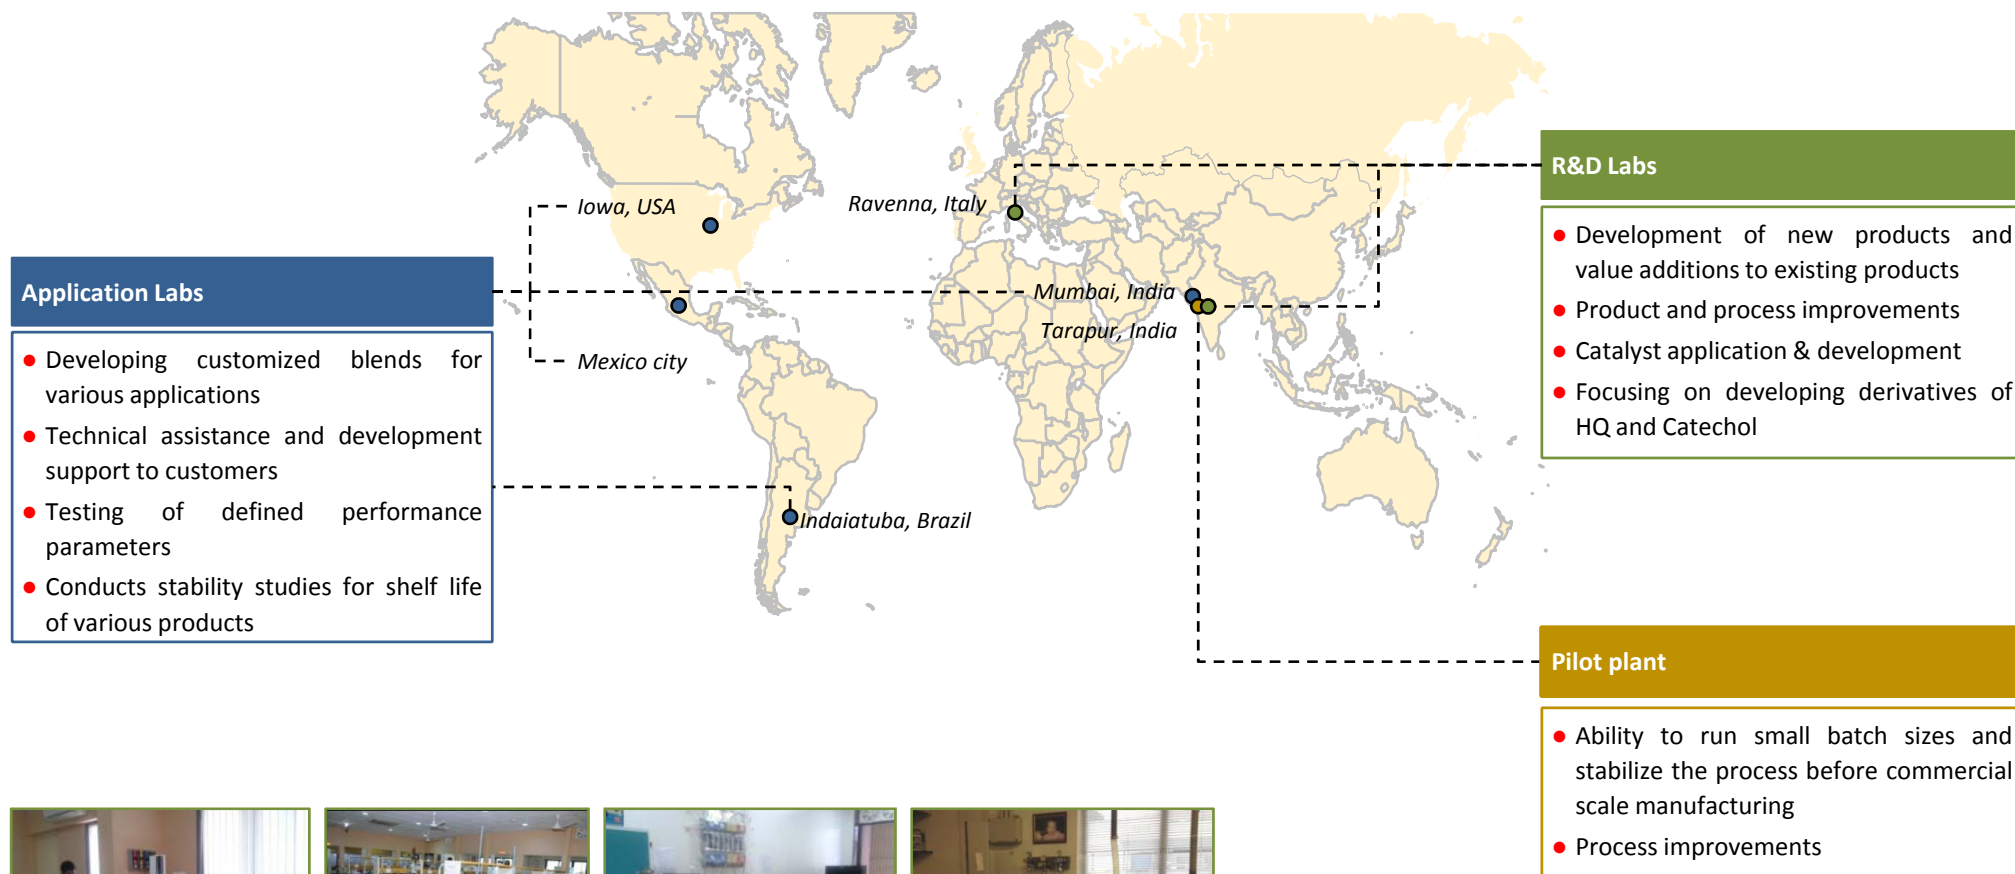 Application Labs
Developing customized blends for
various applications
Technical assistance and development
support to customers
Testing of defined performance
parameters
Conducts stability studies for shelf life
of various products
Iowa, USA
Mexico city
Indaiatuba, Brazil
Ravenna, Italy
Mumbai, India
Tarapur, India
R&D Labs
Development of new products and
value additions to existing products
Product and process improvements
Catalyst application & development
Focusing on developing derivatives of
HQ and Catechol
Pilot plant
Ability to run small batch sizes and
stabilize the process before commercial
scale manufacturing
Process improvements